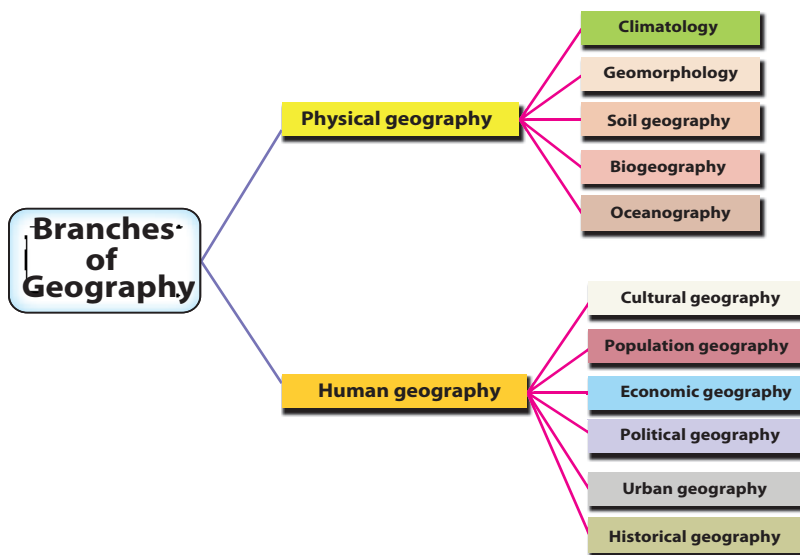 Branches
of
Geography
Physical geography
Climatology
Geomorphology
Soil geography
Biogeography
Oceanography
Human geography
Cultural geography
Population geography
Economic geography
Political geography
Urban geography
Historical geography